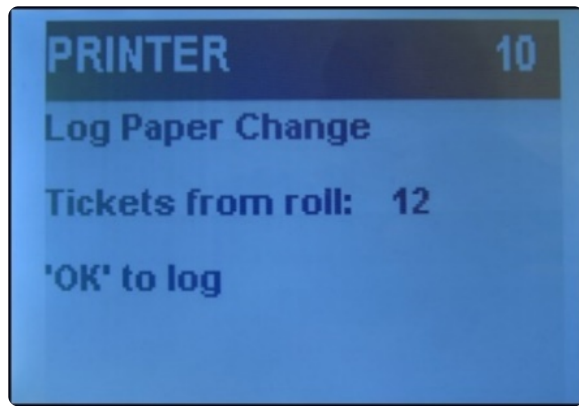 PRINTER 10
Log Paper Change
Tickets from roll: 12
'OK' to log